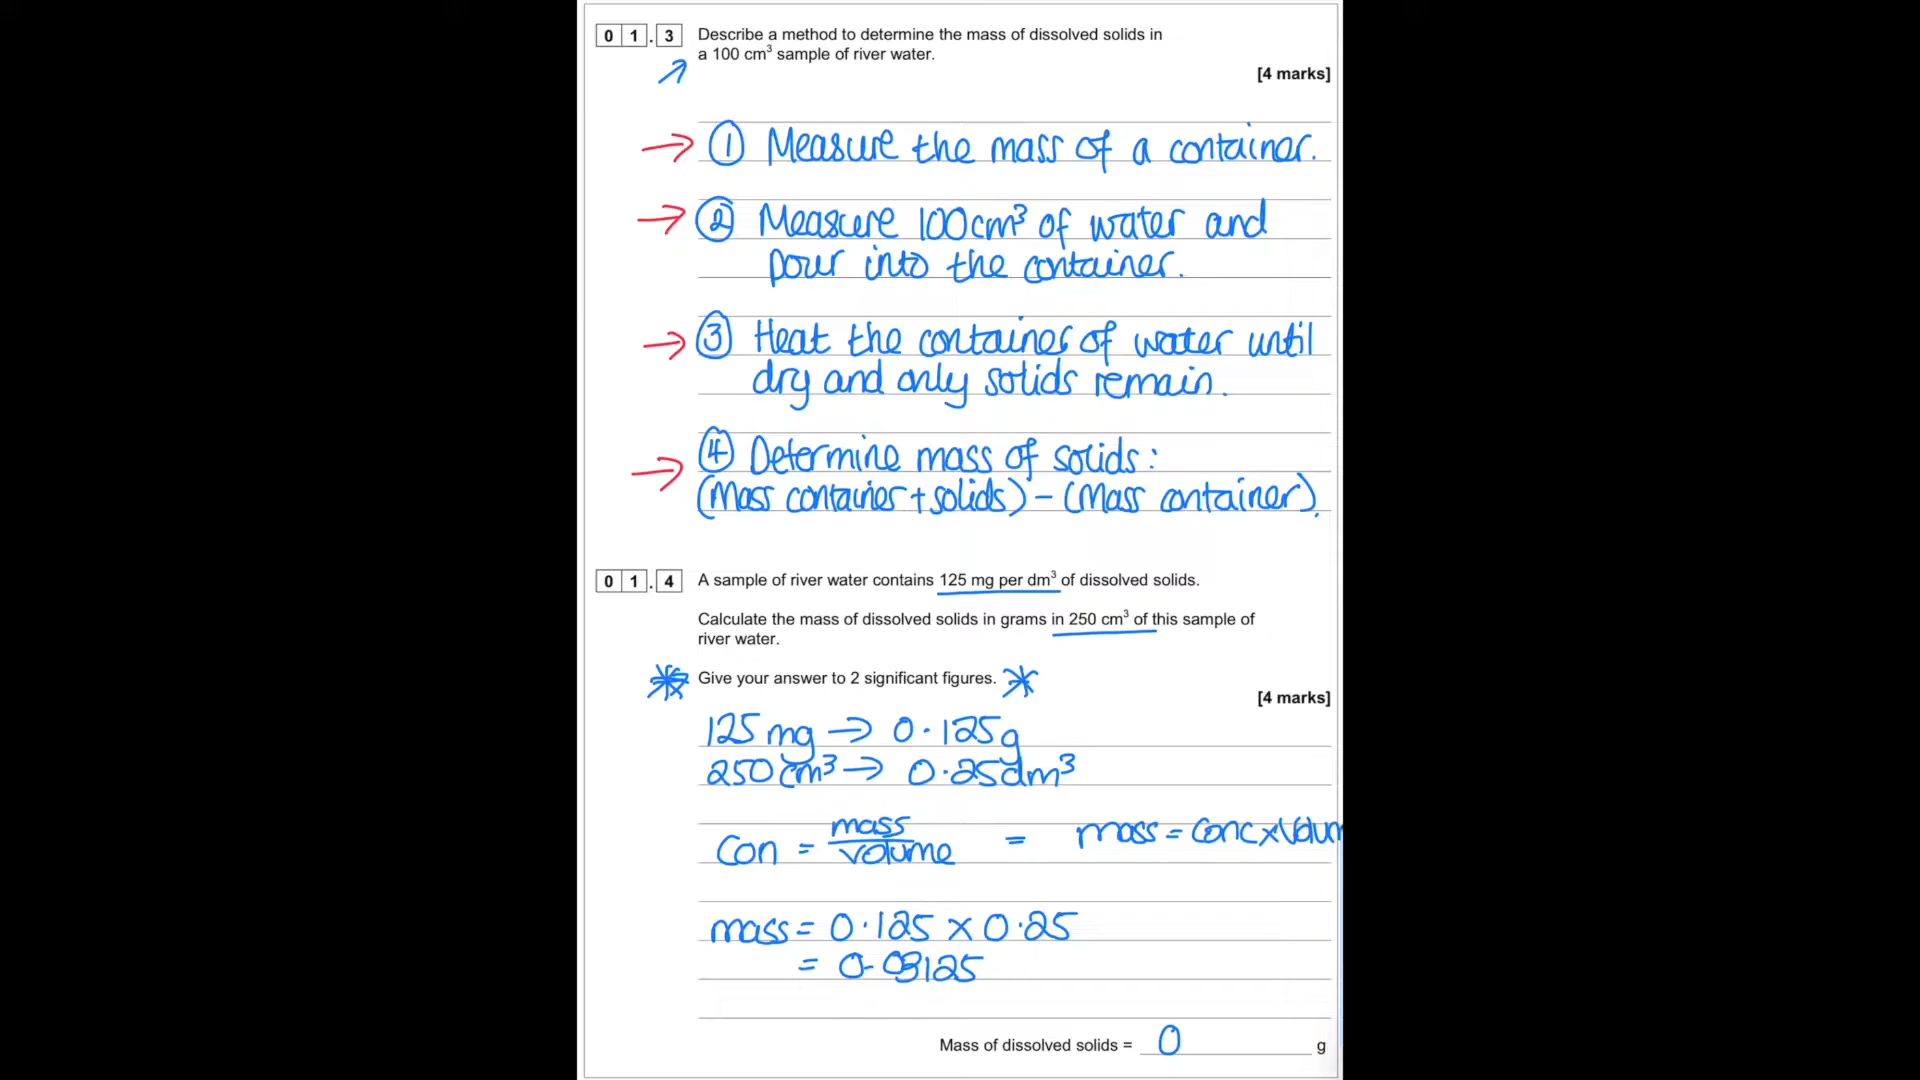 01.3 Describe a method to determine the mass of dissolved solids in
a 100 cm³ sample of river water.
[4 marks]
→ ① Measure the mass of a container.
→ ② Measure 100cm³ of water and
pour into the container.
→ ③ Heat the container of water until
dry and only solids remain.
→ ④ Determine mass of solids:
(Mass container + solids) - (Mass container).
01.4 A sample of river water contains 125 mg per dm³ of dissolved solids.
Calculate the mass of dissolved solids in grams in 250 cm³ of this sample of
river water.
* Give your answer to 2 significant figures. *
[4 marks]
125 mg → 0.125g
250 cm³ → 0.25dm³
Con = mass/volume = mass = conc x volum
mass = 0.125 x 0.25
= 0.03125
Mass of dissolved solids = 0 g